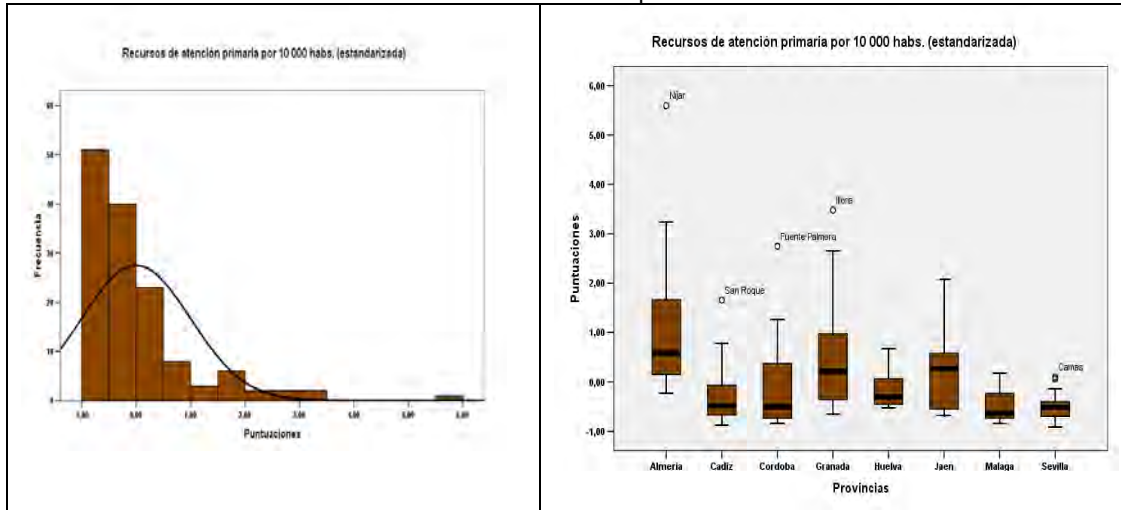 Recursos de atención primaria por 10 000 habs. (estandarizada)
Frecuencia
Puntuaciones
Recursos de atención primaria por 10 000 habs. (estandarizada)
Puntuaciones
6,00
5,00
4,00
3,00
2,00
1,00
0,00
-1,00
Nijar
San Roque
Fuente Palmera
Illora
Camas
Almeria Cadiz Cordoba Granada Huelva Jaen Malaga Sevilla
Provincias